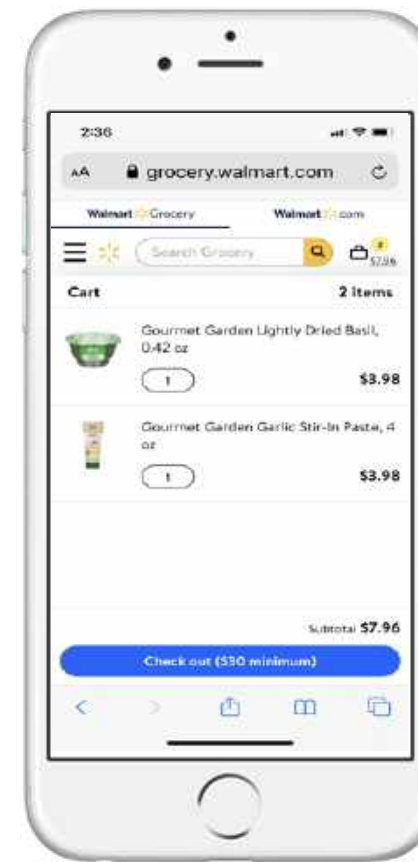 2:36
AA grocery.walmart.com
Walmart Grocery Walmart.com
Search Grocery
$7.96
Cart 2 items
Gourmet Garden Lightly Dried Basil,
0.42 oz
1 $3.98
Gourmet Garden Garlic Stir-In Paste, 4
oz
1 $3.98
Subtotal $7.96
Check out ($30 minimum)